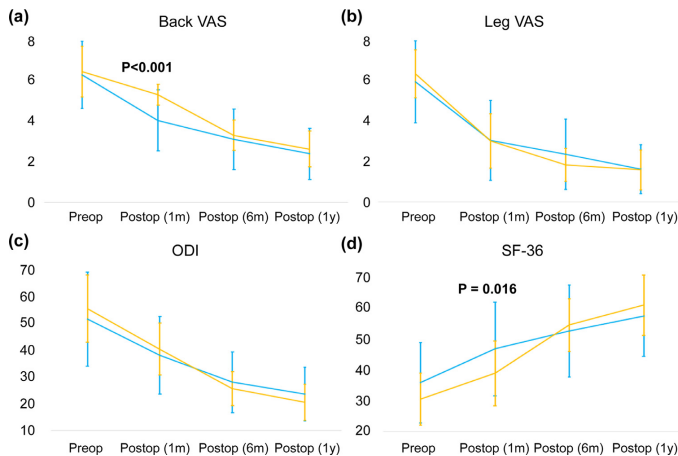 (a)
Back VAS
8
6
4
2
0
P<0.001
Preop Postop (1m) Postop (6m) Postop (1y)
(b)
Leg VAS
8
6
4
2
0
Preop Postop (1m) Postop (6m) Postop (1y)
(c)
ODI
70
60
50
40
30
20
10
Preop Postop (1m) Postop (6m) Postop (1y)
(d)
SF-36
70
60
50
40
30
20
P = 0.016
Preop Postop (1m) Postop (6m) Postop (1y)